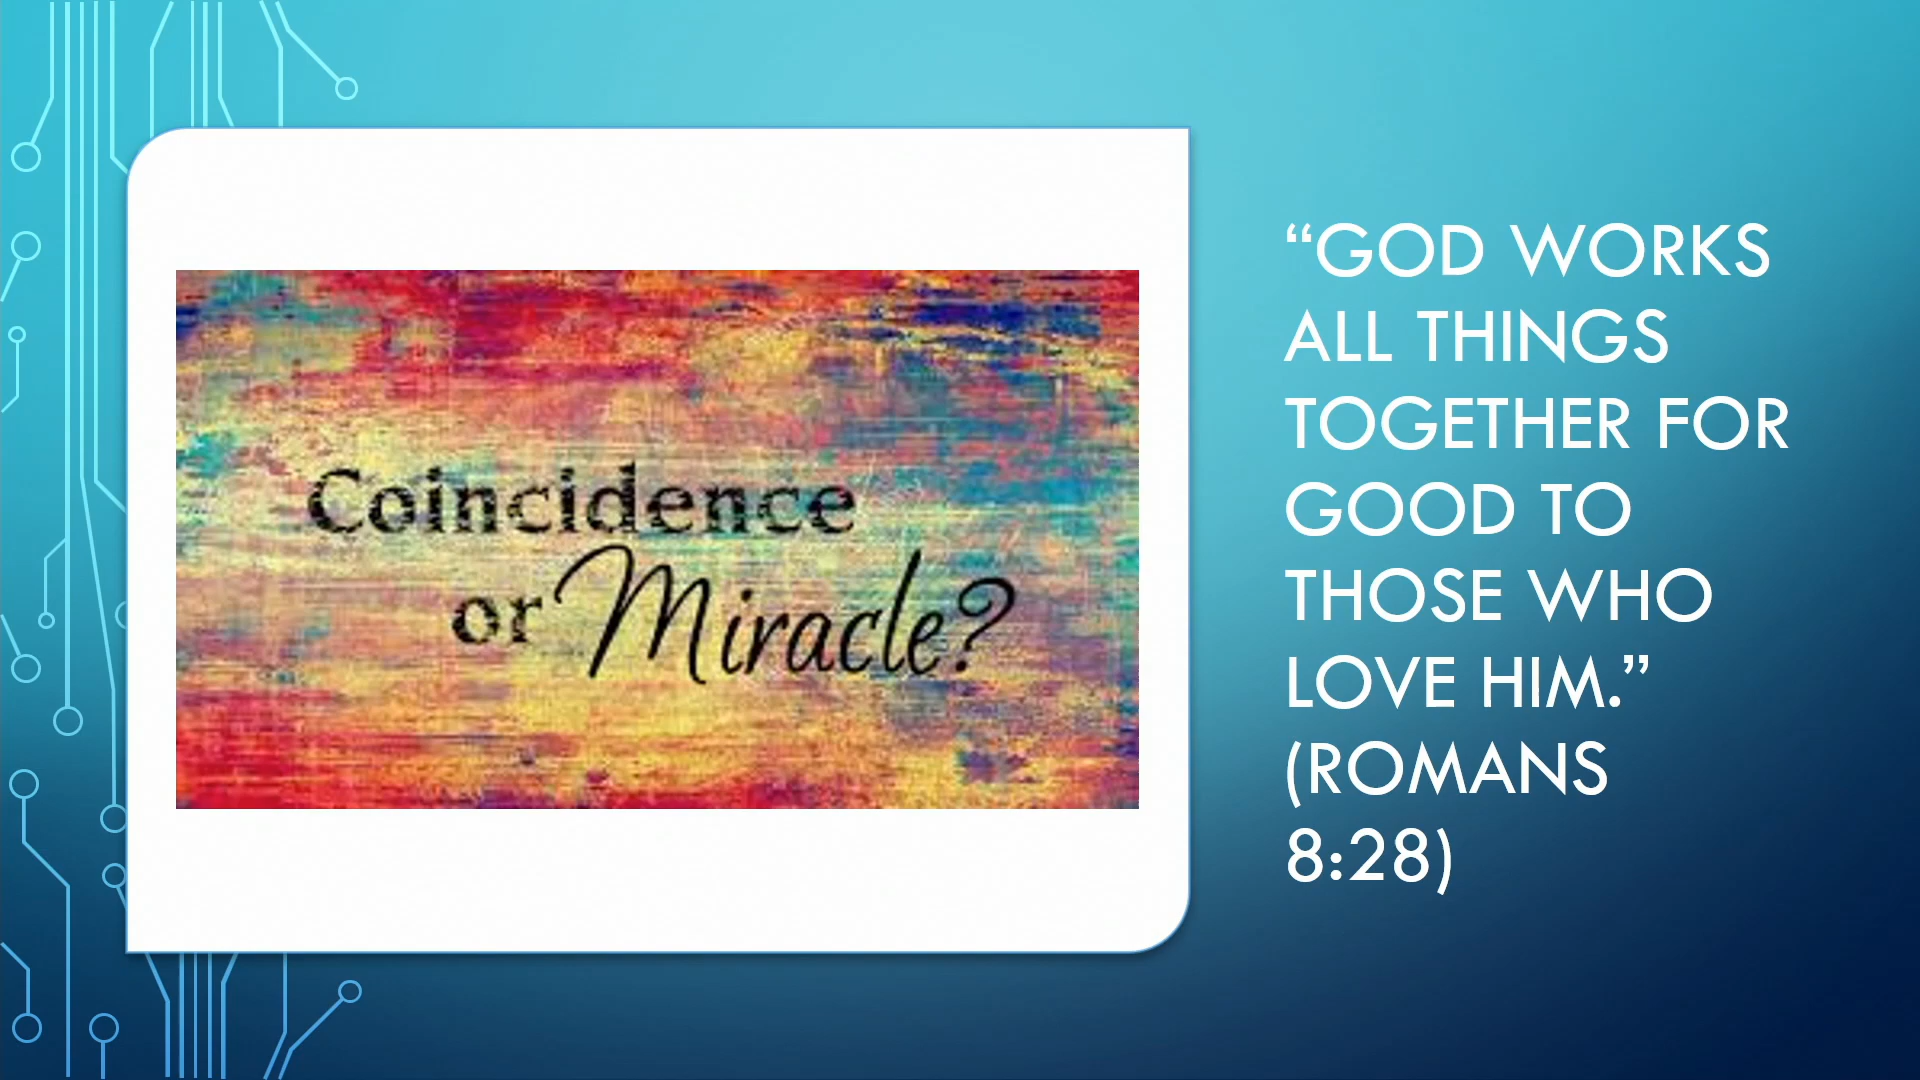 Coincidence
or Miracle?
“GOD WORKS
ALL THINGS
TOGETHER FOR
GOOD TO
THOSE WHO
LOVE HIM.”
(ROMANS
8:28)